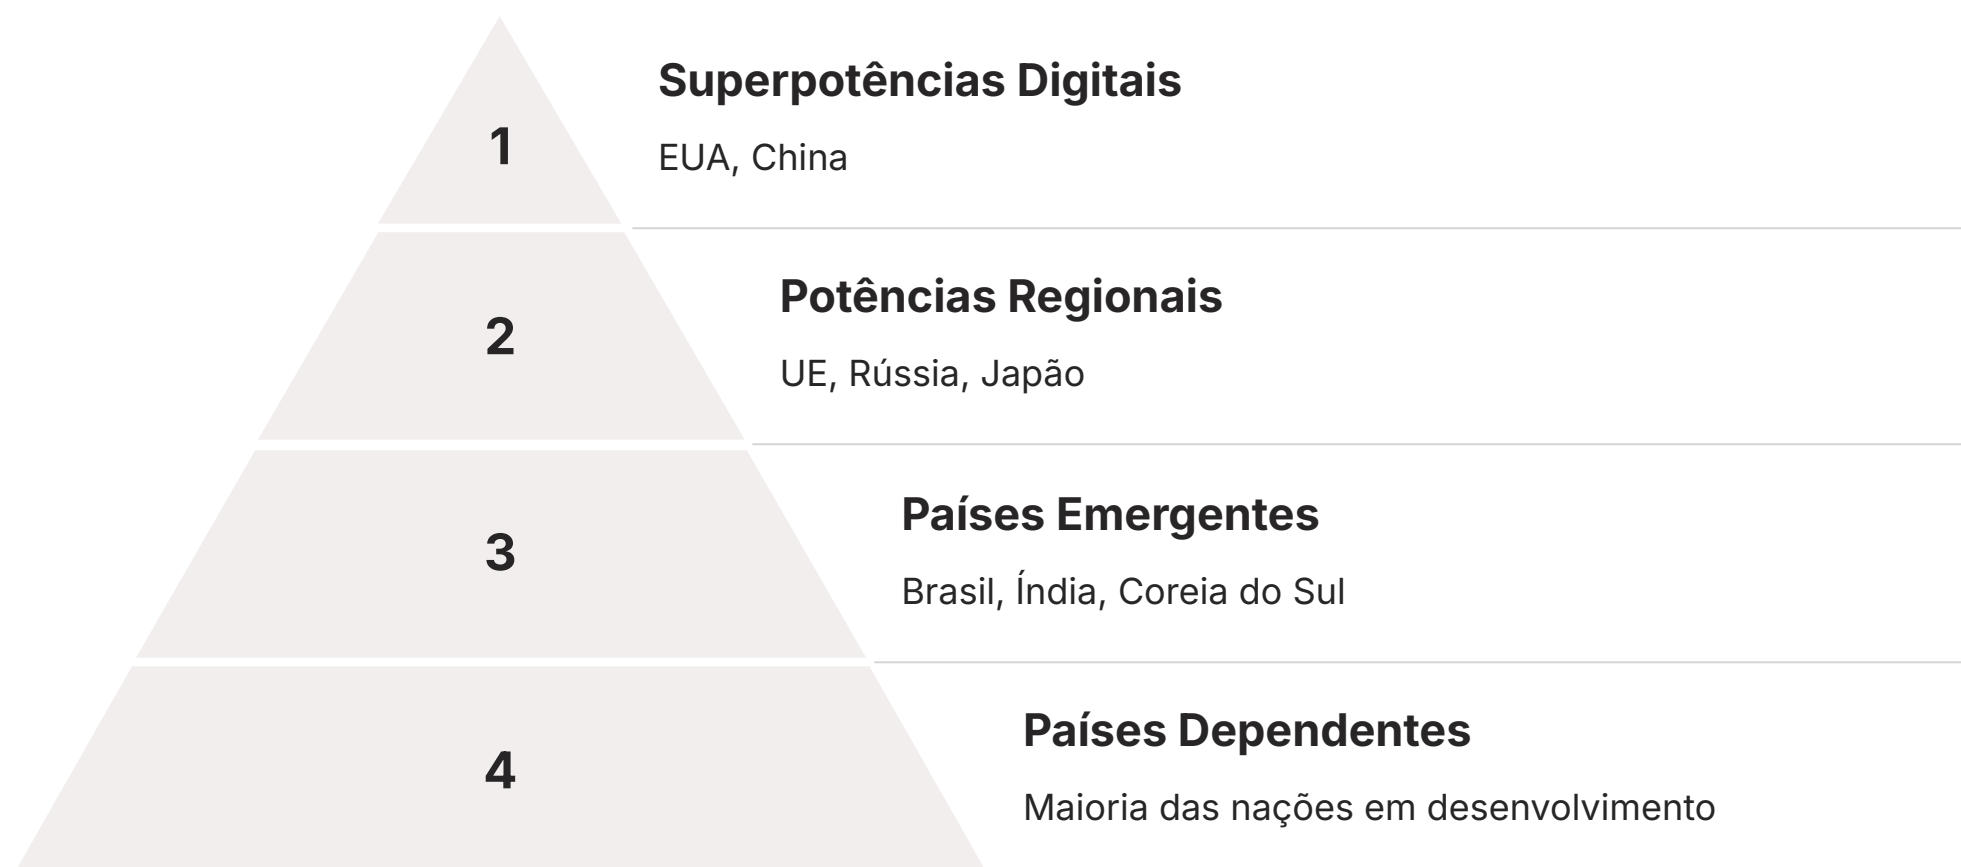 1
Superpotências Digitais
EUA, China
2
Potências Regionais
UE, Rússia, Japão
3
Países Emergentes
Brasil, Índia, Coreia do Sul
4
Países Dependentes
Maioria das nações em desenvolvimento